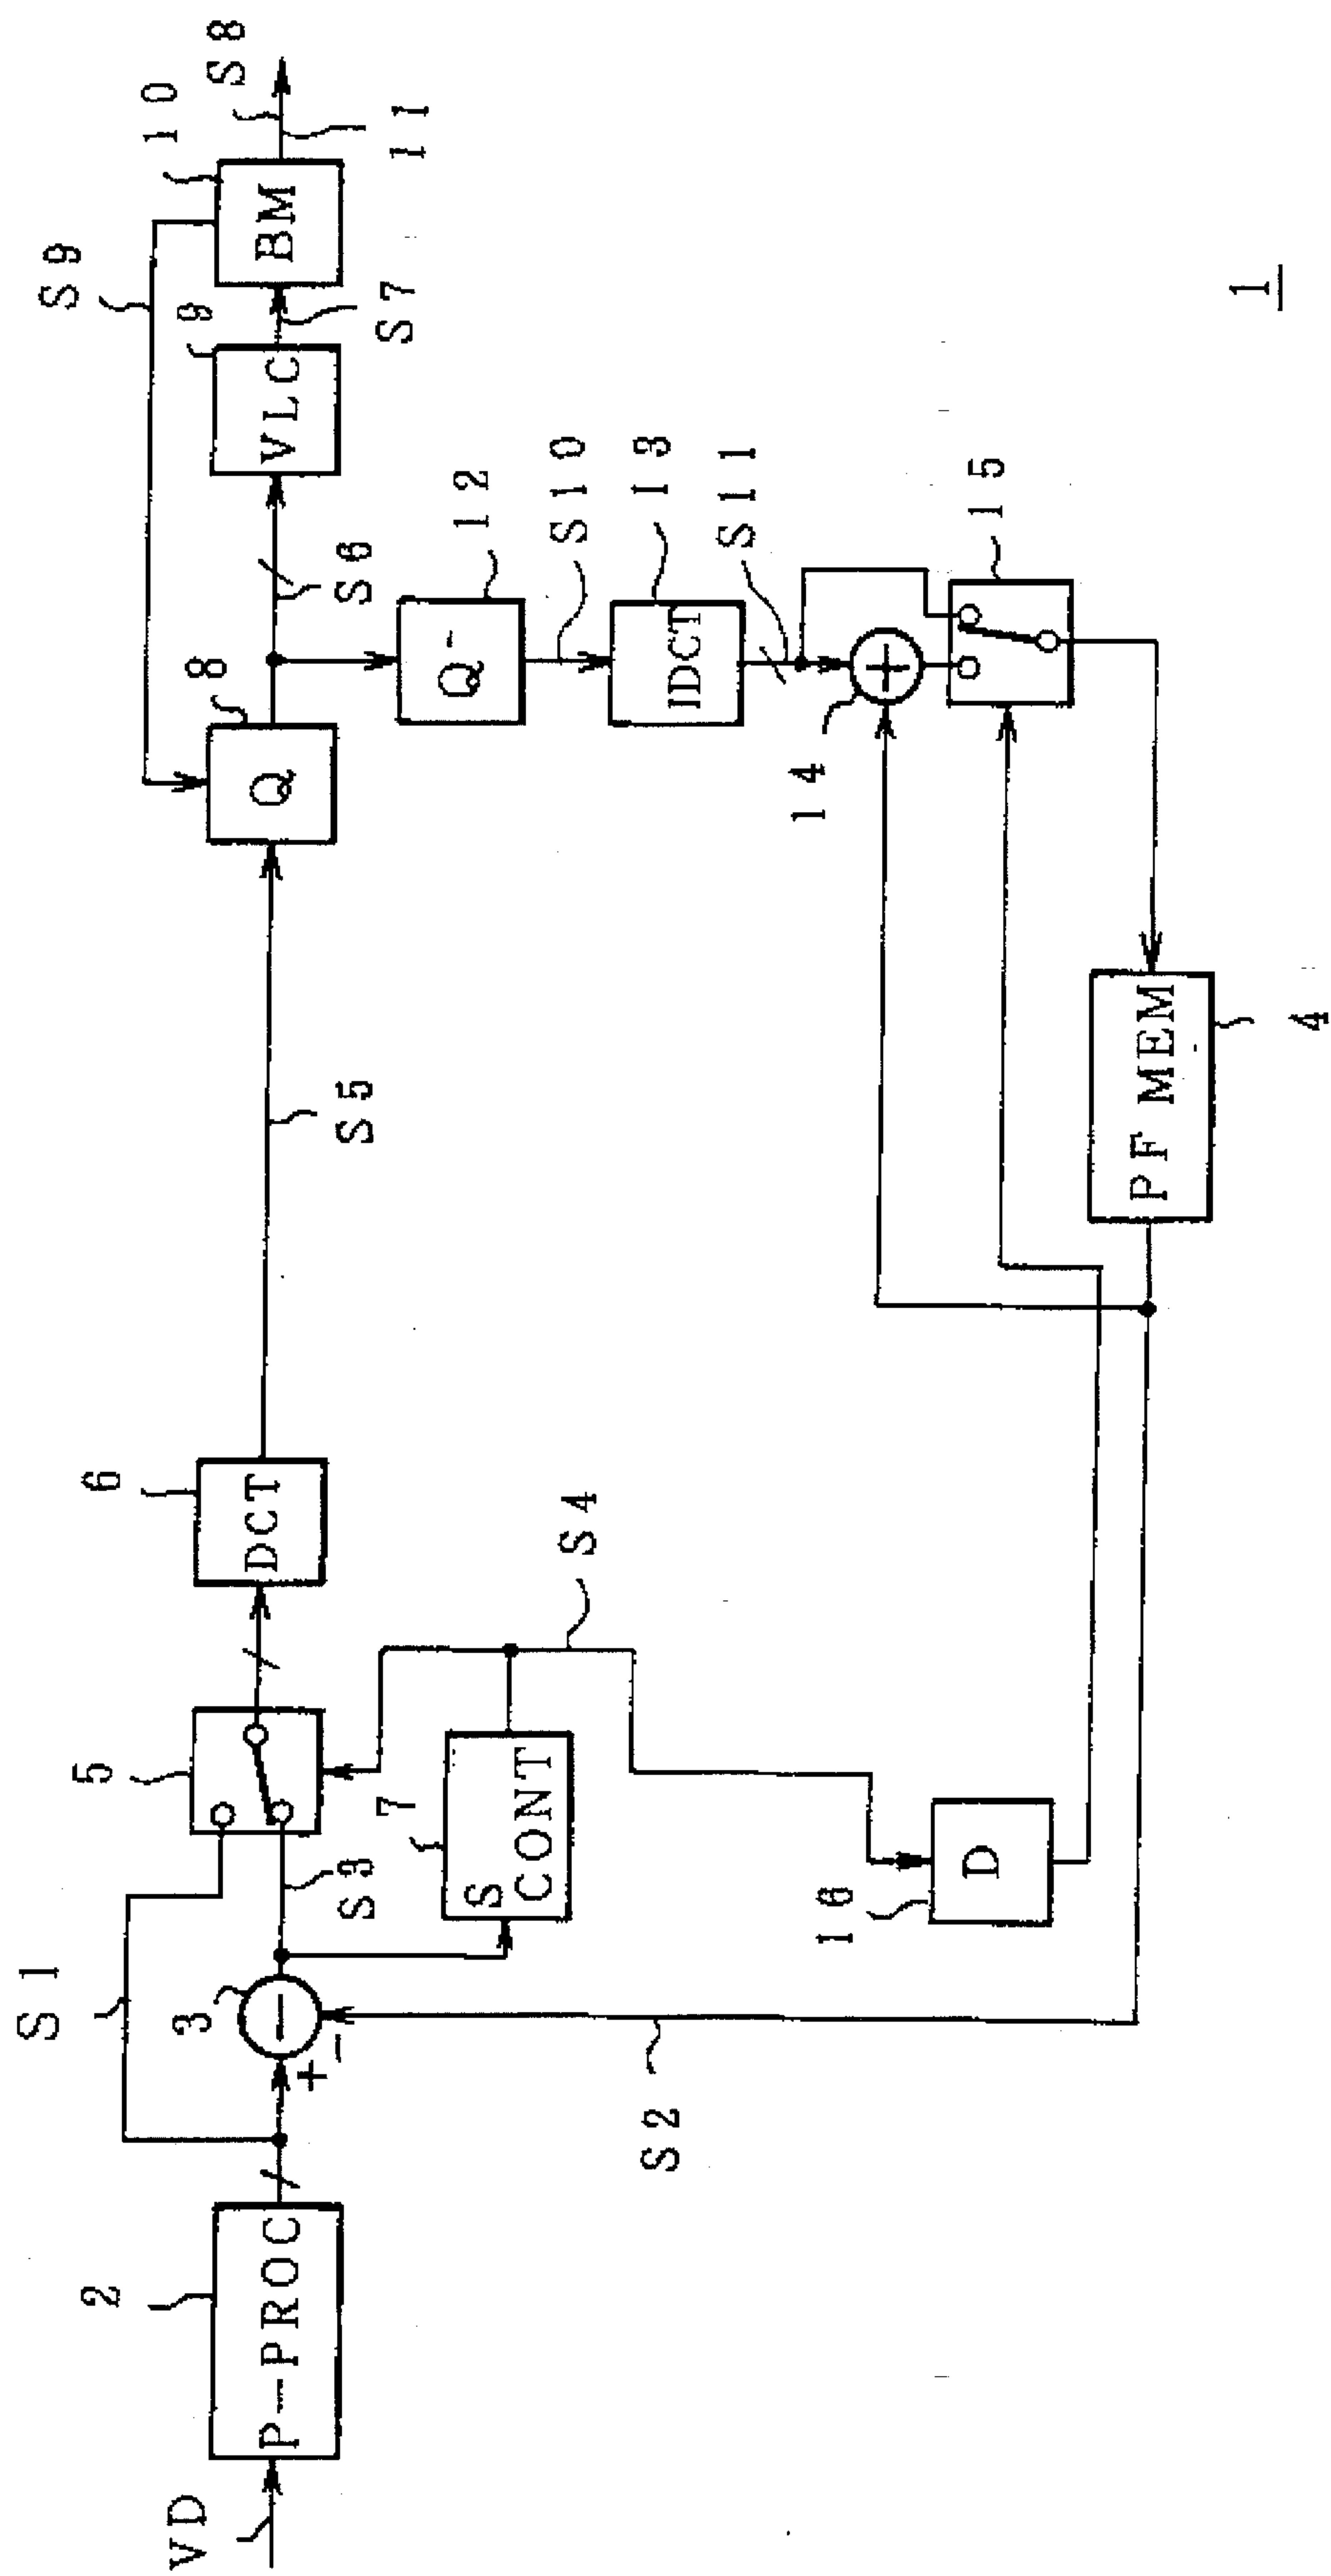 VD
2
P-PROC
S1
3
+
-
S3
5
7
S
CONT
S4
6
DCT
S5
8
Q
S9
S6
9
VLC
S7
10
BM
S8
11
12
Q-
S10
13
IDCT
S11
14
+
15
PF MEM
4
16
D
S2
1